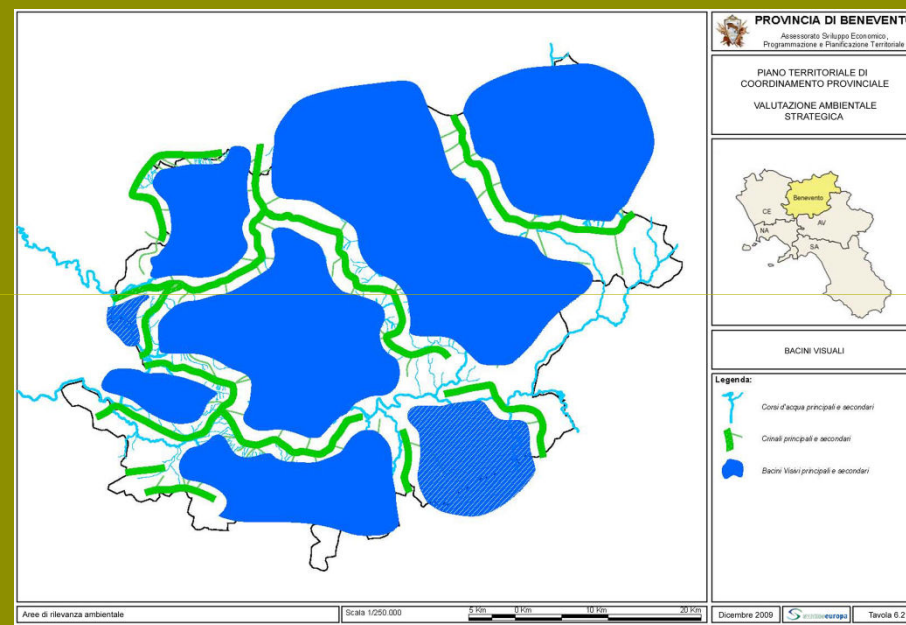 PROVINCIA DI BENEVENTO
Assessorato Sviluppo Economico,
Programmazione e Pianificazione Territoriale
PIANO TERRITORIALE DI
COORDINAMENTO PROVINCIALE
VALUTAZIONE AMBIENTALE
STRATEGICA
Benevento
CE
AV
NA
SA
BACINI VISUALI
Legenda:
Corsi d'acqua principali e secondari
Crinali principali e secondari
Bacini Visivi principali e secondari
Aree di rilevanza ambientale
Scala 1/250.000
5 Km 0 Km 10 Km 20 Km
Dicembre 2009
europa
Tavola 6.2